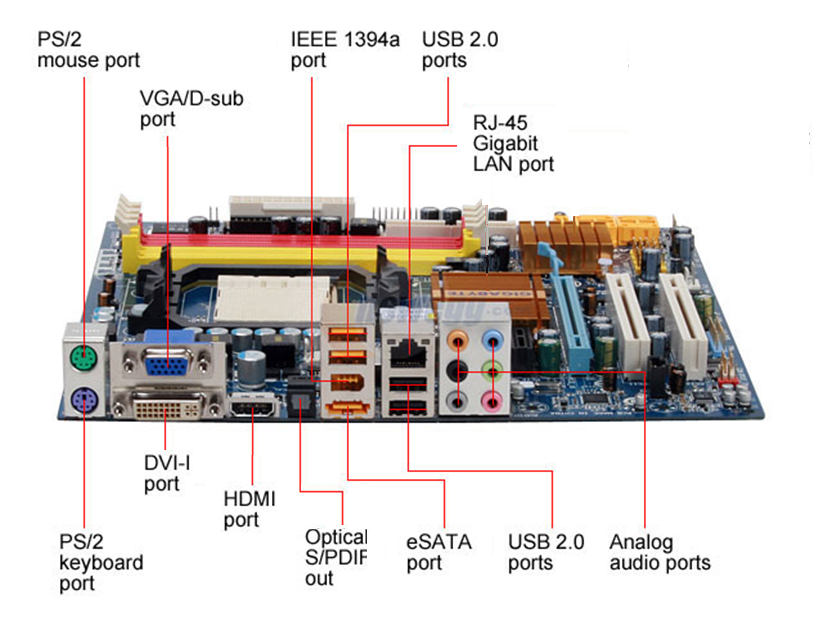 PS/2
mouse port
IEEE 1394a
port
USB 2.0
ports
VGA/D-sub
port
RJ-45
Gigabit
LAN port
GIGABYTE
DVI-I
port
HDMI
port
PS/2
keyboard
port
Optical
S/PDIF
out
eSATA
port
USB 2.0
ports
Analog
audio ports